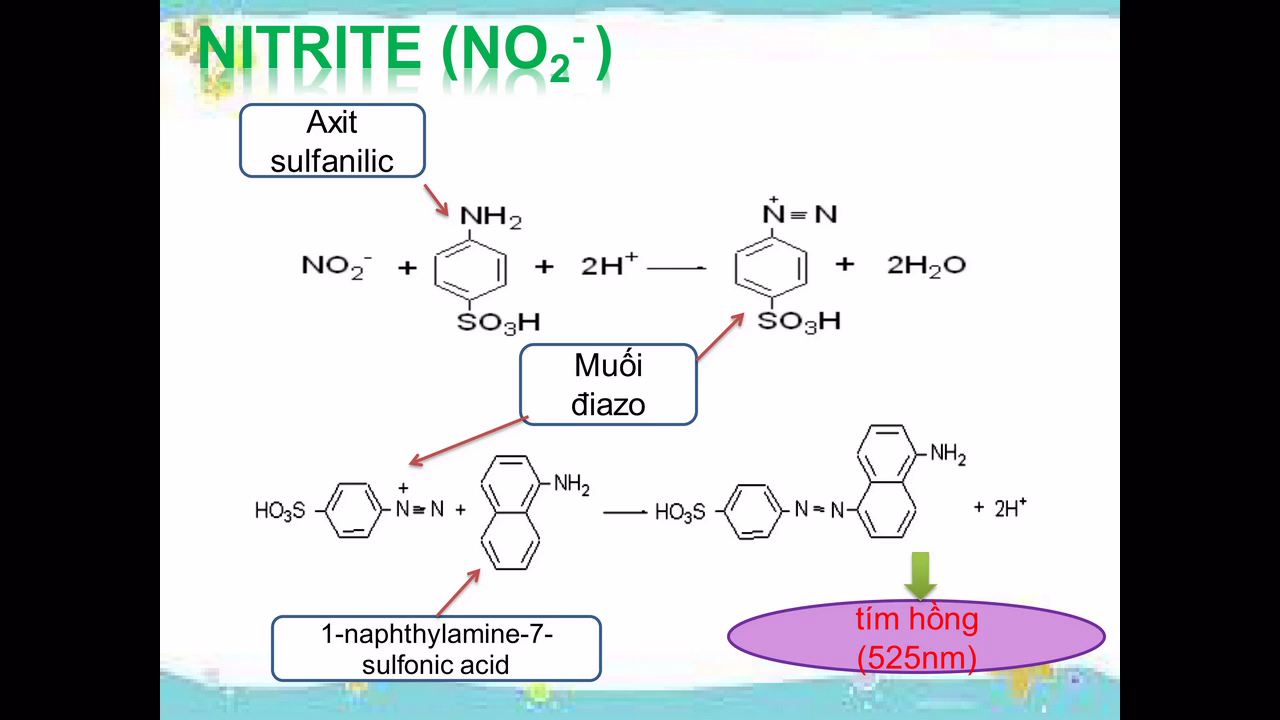 NITRITE (NO₂⁻)
Axit
sulfanilic
NO₂⁻ + NH₂ SO₃H + 2H⁺ N⁺≡N SO₃H + 2H₂O
Muối
điazo
HO₃S N⁺≡N + NH₂ HO₃S N=N NH₂ + 2H⁺
1-naphthylamine-7-
sulfonic acid
tím hồng
(525nm)